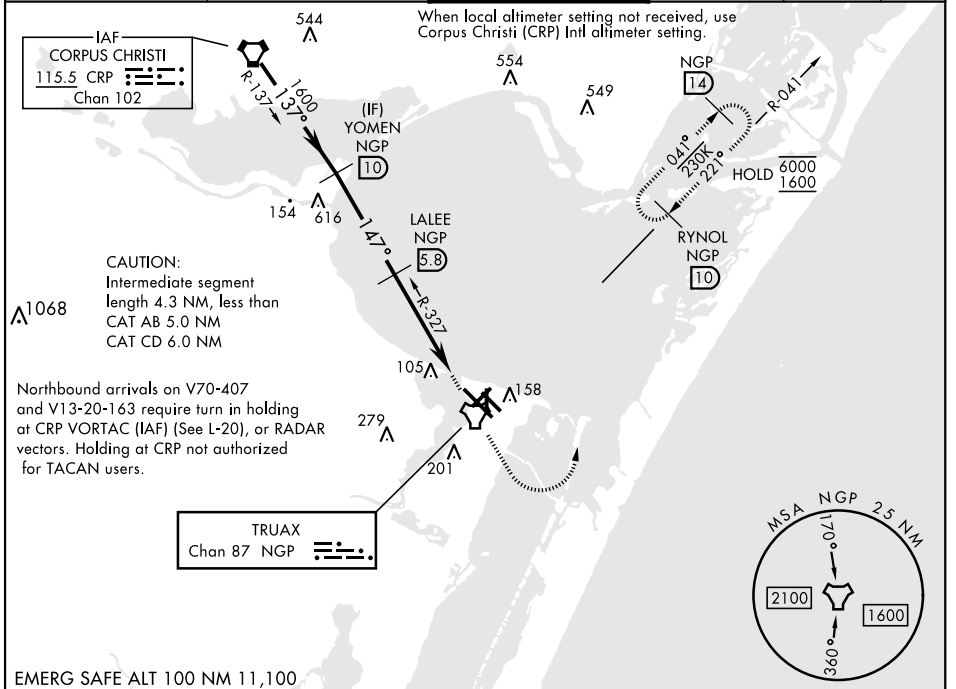 When local altimeter setting not received, use
Corpus Christi (CRP) Intl altimeter setting.
IAF
CORPUS CHRISTI
115.5 CRP
Chan 102
544
554
549
R-137
1600
137°
(IF)
YOMEN
NGP
10
NGP
14
R-041
041°
230K
221°
HOLD 6000
1600
RYNOL
NGP
10
154
616
147°
LALEE
NGP
5.8
R-327
CAUTION:
Intermediate segment
length 4.3 NM, less than
CAT AB 5.0 NM
CAT CD 6.0 NM
1068
Northbound arrivals on V70-407
and V13-20-163 require turn in holding
at CRP VORTAC (IAF) (See L-20), or RADAR
vectors. Holding at CRP not authorized
for TACAN users.
105
158
279
201
TRUAX
Chan 87 NGP
MSA NGP 25 NM
170°
2100
1600
360°
EMERG SAFE ALT 100 NM 11,100